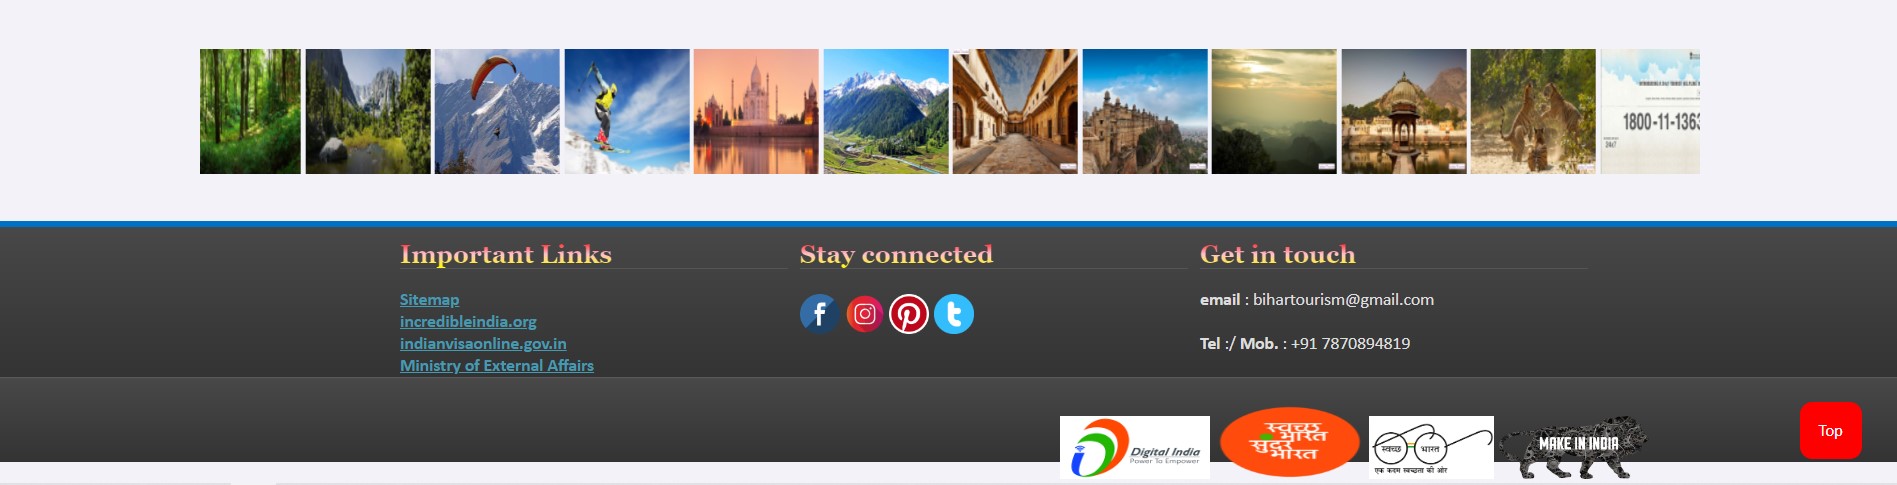 1800-11-1363
24x7
Important Links
Sitemap
incredibleindia.org
indianvisaonline.gov.in
Ministry of External Affairs
Stay connected
Get in touch
email : bihartourism@gmail.com
Tel :/ Mob. : +91 7870894819
Digital India
Power To Empower
स्वच्छ
भारत
सुंदर
भारत
स्वच्छ भारत
एक कदम स्वच्छता की ओर
MAKE IN INDIA
Top